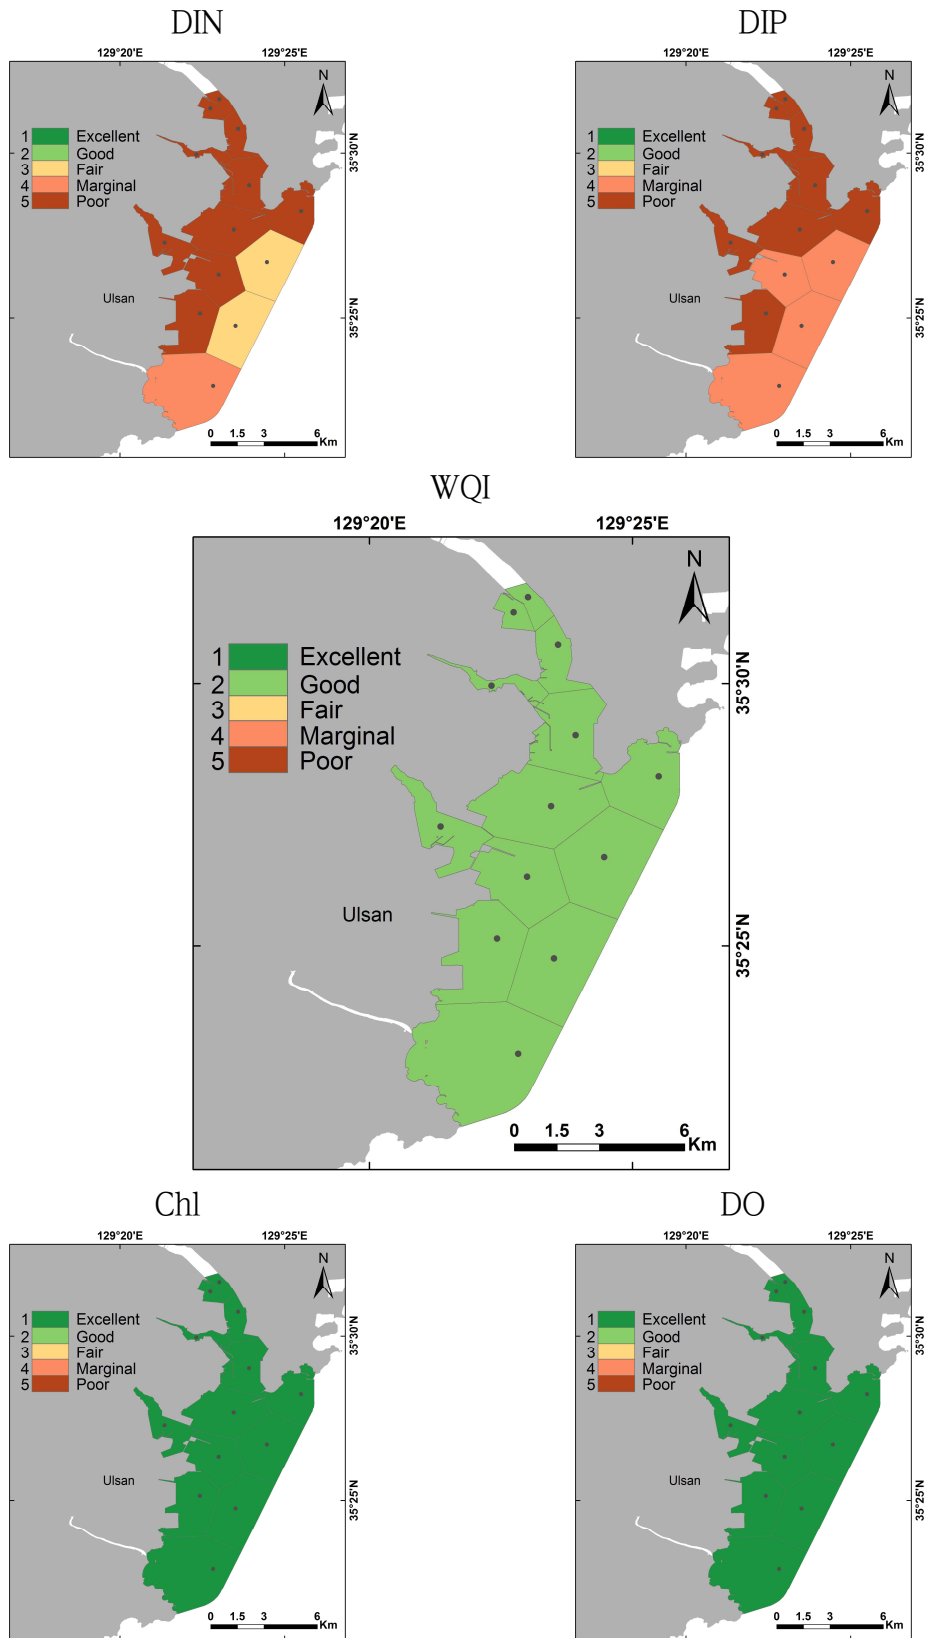 DIN
129°20'E 129°25'E
N
1 Excellent
2 Good
3 Fair
4 Marginal
5 Poor
35°30'N
Ulsan
35°25'N
0 1.5 3 6
Km
DIP
129°20'E 129°25'E
N
1 Excellent
2 Good
3 Fair
4 Marginal
5 Poor
35°30'N
Ulsan
35°25'N
0 1.5 3 6
Km
WQI
129°20'E 129°25'E
N
1 Excellent
2 Good
3 Fair
4 Marginal
5 Poor
35°30'N
Ulsan
35°25'N
0 1.5 3 6
Km
Chl
129°20'E 129°25'E
N
1 Excellent
2 Good
3 Fair
4 Marginal
5 Poor
35°30'N
Ulsan
35°25'N
0 1.5 3 6
Km
DO
129°20'E 129°25'E
N
1 Excellent
2 Good
3 Fair
4 Marginal
5 Poor
35°30'N
Ulsan
35°25'N
0 1.5 3 6
Km